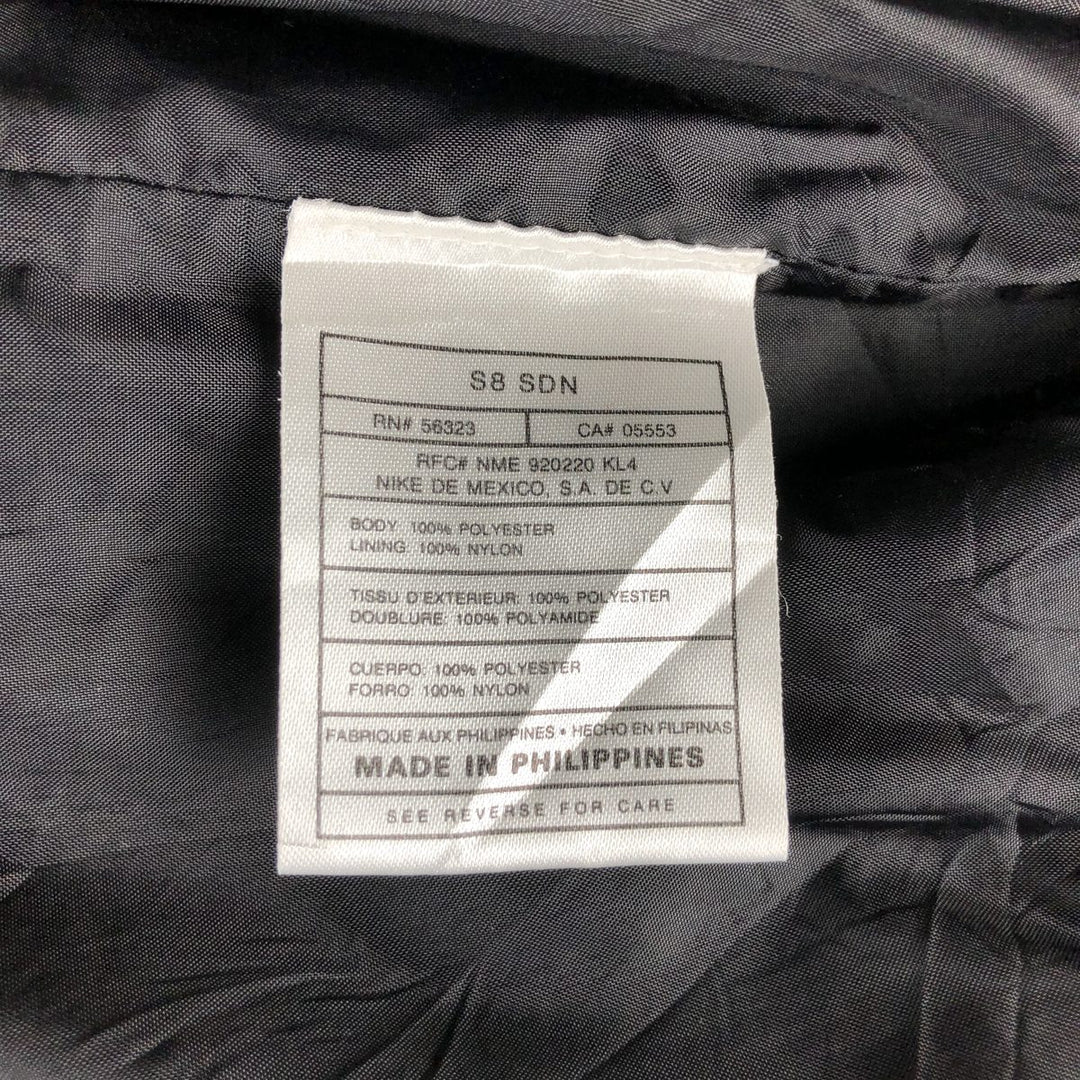 S8 SDN
RN# 56323 CA# 05553
RFC# NME 920220 KL4
NIKE DE MEXICO, S.A. DE C.V
BODY: 100% POLYESTER
LINING: 100% NYLON
TISSU D'EXTERIEUR: 100% POLYESTER
DOUBLURE: 100% POLYAMIDE
CUERPO: 100% POLYESTER
FORRO: 100% NYLON
FABRIQUE AUX PHILIPPINES • HECHO EN FILIPINAS
MADE IN PHILIPPINES
SEE REVERSE FOR CARE